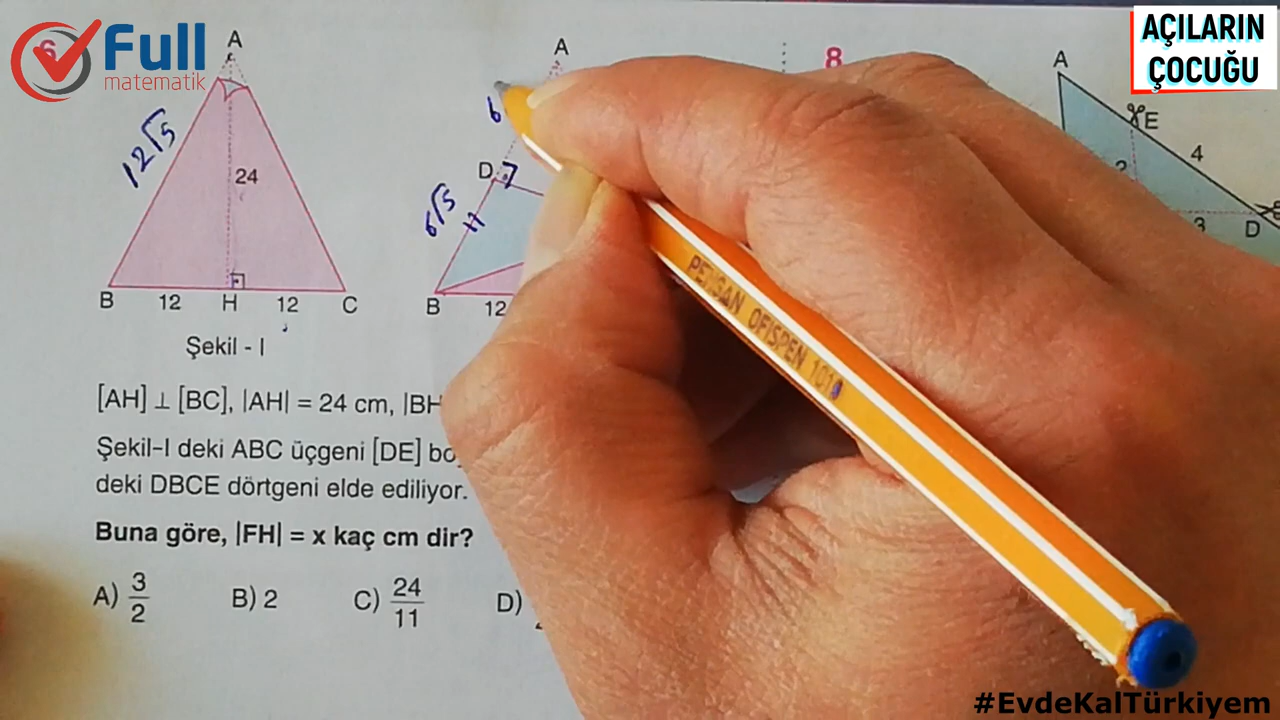 Full
matematik
AÇILARIN
ÇOCUĞU
6
A
12√5
24
B 12 H 12 C
Şekil - I
A
6
D
6√5
B 12
8
A
E
4
2
3
D
[AH] ⊥ [BC], |AH| = 24 cm, |BH
Şekil-I deki ABC üçgeni [DE]
deki DBCE dörtgeni elde ediliyor.
Buna göre, |FH| = x kaç cm dir?
A) 3/2 B) 2 C) 24/11 D)
PENSAN OFISPEN 1010
#EvdeKalTürkiyem